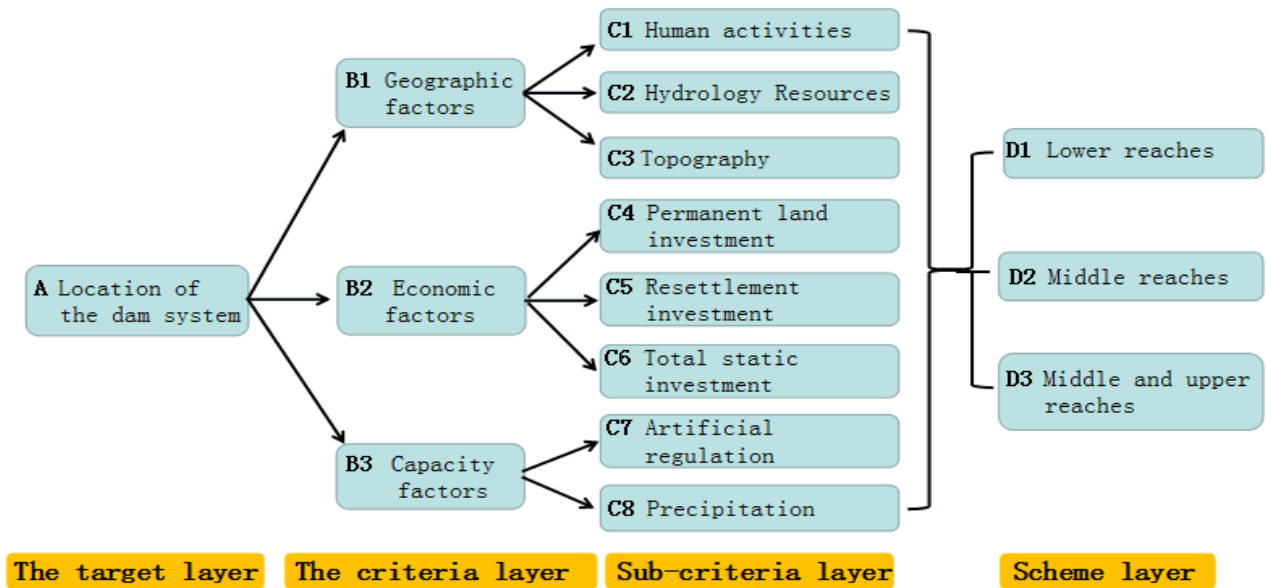 A Location of
the dam system
B1 Geographic
factors
B2 Economic
factors
B3 Capacity
factors
C1 Human activities
C2 Hydrology Resources
C3 Topography
C4 Permanent land
investment
C5 Resettlement
investment
C6 Total static
investment
C7 Artificial
regulation
C8 Precipitation
D1 Lower reaches
D2 Middle reaches
D3 Middle and upper
reaches
The target layer
The criteria layer
Sub-criteria layer
Scheme layer